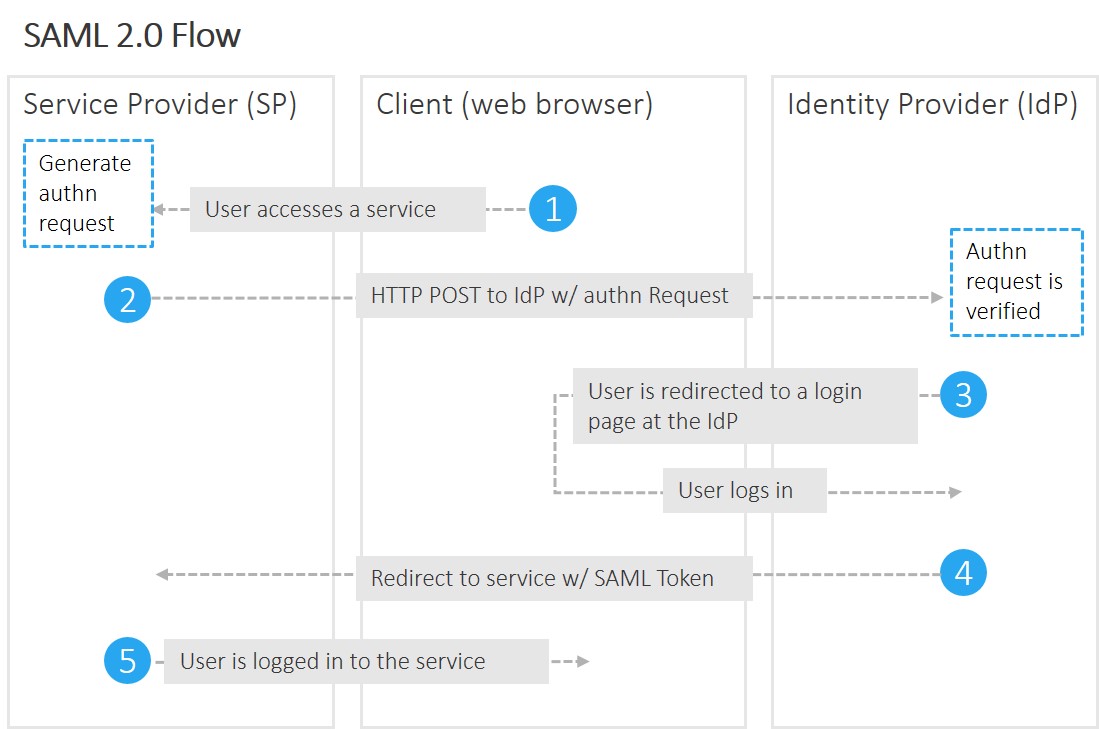 SAML 2.0 Flow
Service Provider (SP)
Client (web browser)
Identity Provider (IdP)
Generate
authn
request
User accesses a service
1
2
HTTP POST to IdP w/ authn Request
Authn
request is
verified
User is redirected to a login
page at the IdP
3
User logs in
Redirect to service w/ SAML Token
4
5
User is logged in to the service